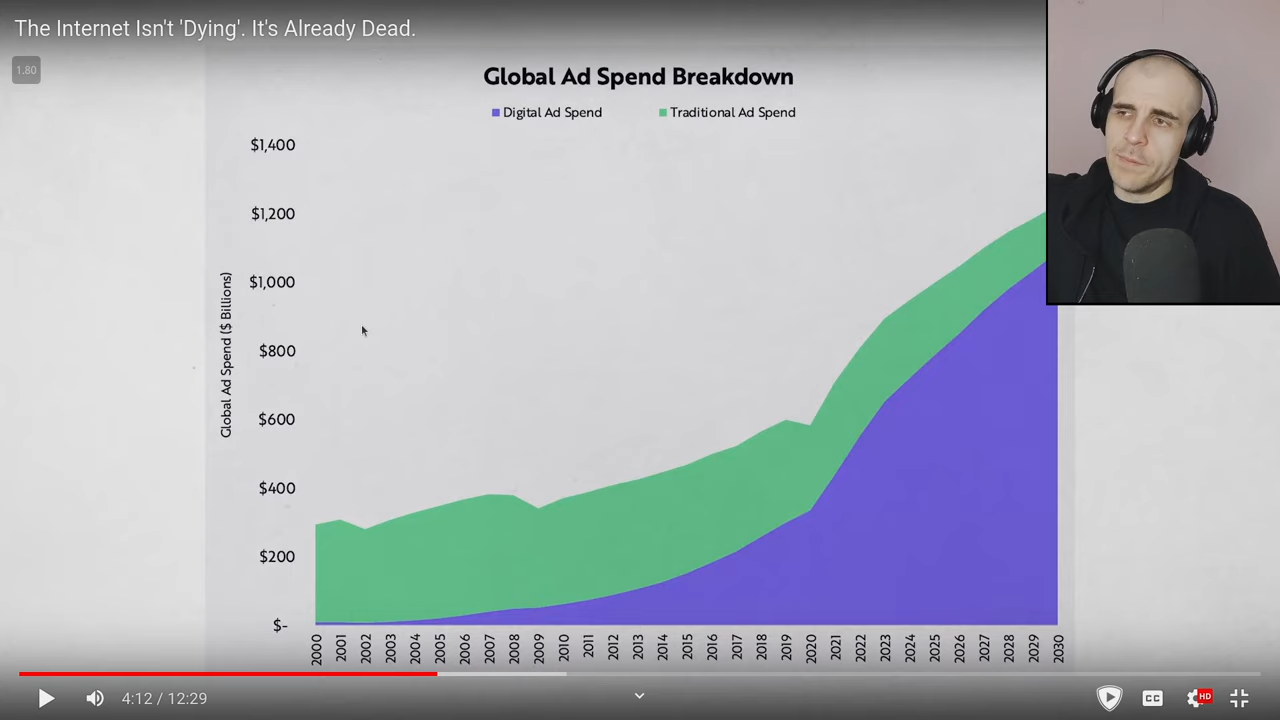 The Internet Isn't 'Dying'. It's Already Dead.
1.80
Global Ad Spend Breakdown
Digital Ad Spend Traditional Ad Spend
$1,400
$1,200
$1,000
$800
$600
$400
$200
$-
Global Ad Spend ($ Billions)
2000 2001 2002 2003 2004 2005 2006 2007 2008 2009 2010 2011 2012 2013 2014 2015 2016 2017 2018 2019 2020 2021 2022 2023 2024 2025 2026 2027 2028 2029 2030
4:12 / 12:29
CC
HD